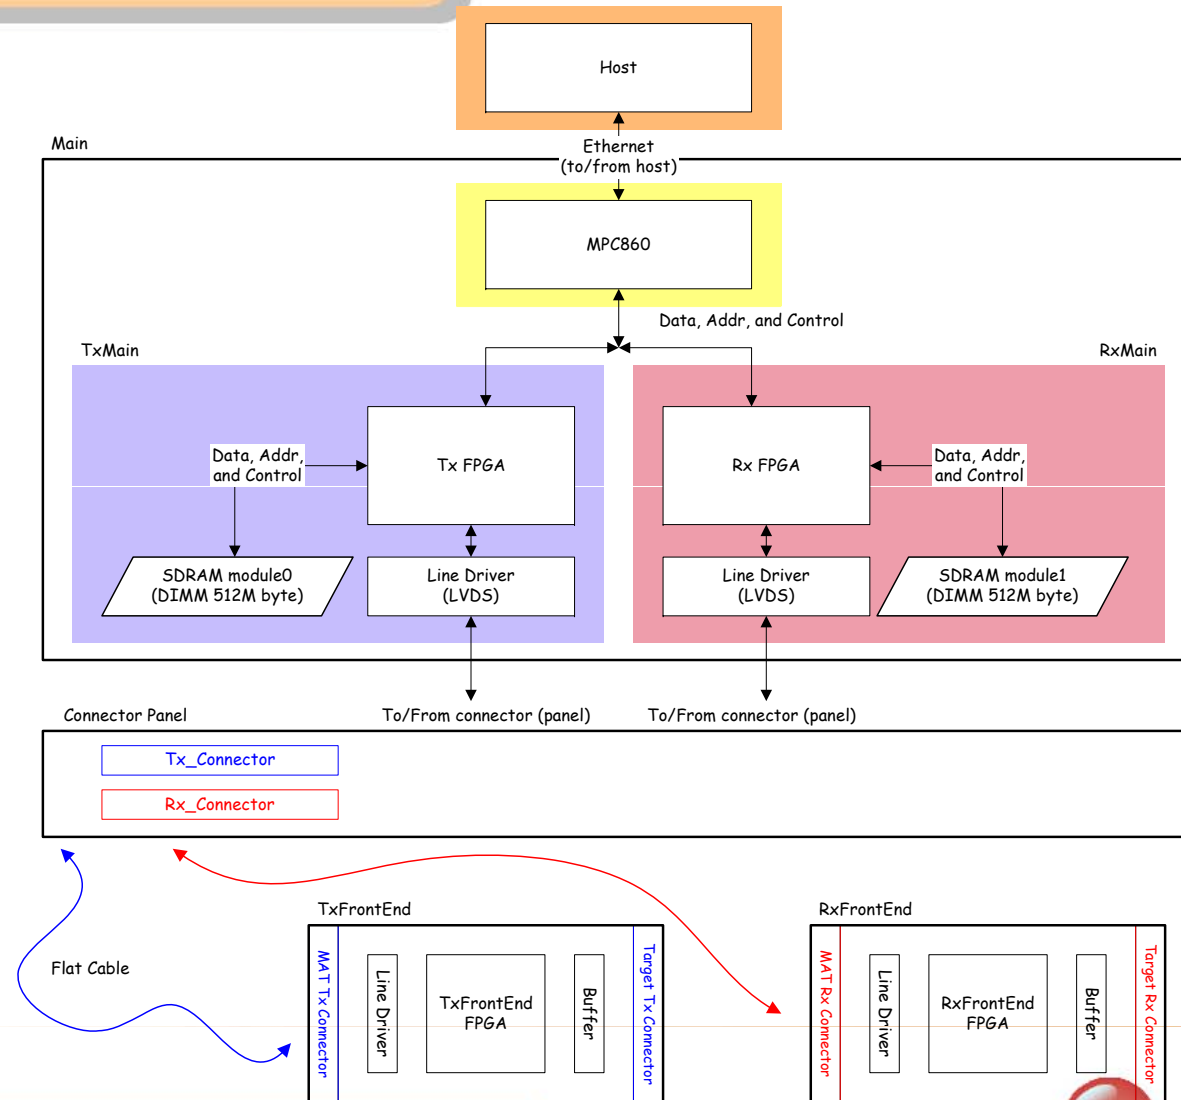 Host
Main
Ethernet
(to/from host)
MPC860
Data, Addr, and Control
TxMain
RxMain
Data, Addr,
and Control
Tx FPGA
Rx FPGA
Data, Addr,
and Control
SDRAM module0
(DIMM 512M byte)
Line Driver
(LVDS)
Line Driver
(LVDS)
SDRAM module1
(DIMM 512M byte)
Connector Panel
To/From connector (panel)
To/From connector (panel)
Tx_Connector
Rx_Connector
TxFrontEnd
RxFrontEnd
Flat Cable
MAT Tx Connector
Line Driver
TxFrontEnd
FPGA
Buffer
Target Tx Connector
MAT Rx Connector
Line Driver
RxFrontEnd
FPGA
Buffer
Target Rx Connector